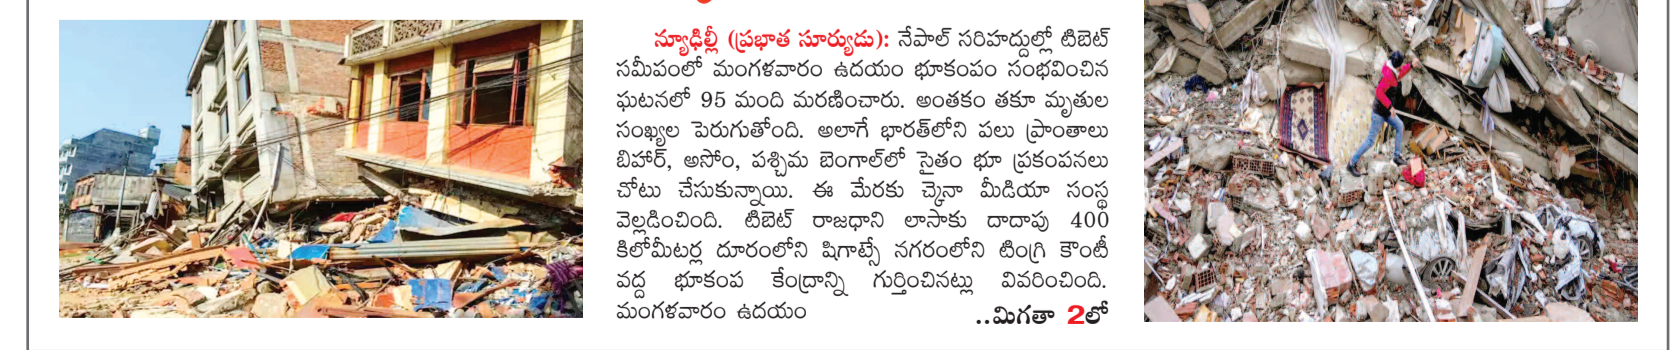 న్యూఢిల్లీ (ప్రభాత సూర్యుడు): నేపాల్ సరిహద్దుల్లో టిబెట్
సమీపంలో మంగళవారం ఉదయం భూకంపం సంభవించిన
ఘటనలో 95 మంది మరణించారు. అంతకం తకూ మృతుల
సంఖ్యల పెరుగుతోంది. అలాగే భారత్‌లోని పలు ప్రాంతాలు
బిహార్, అసోం, పశ్చిమ బెంగాల్‌లో సైతం భూ ప్రకంపనలు
చోటు చేసుకున్నాయి. ఈ మేరకు చ్కెనా మీడియా సంస్థ
వెల్లడించింది. టిబెట్ రాజధాని లాసాకు దాదాపు 400
కిలోమీటర్ల దూరంలోని షిగాట్సే నగరంలోని టింగ్రి కౌంటీ
వద్ద భూకంప కేంద్రాన్ని గుర్తించినట్లు వివరించింది.
మంగళవారం ఉదయం ..మిగతా 2లో